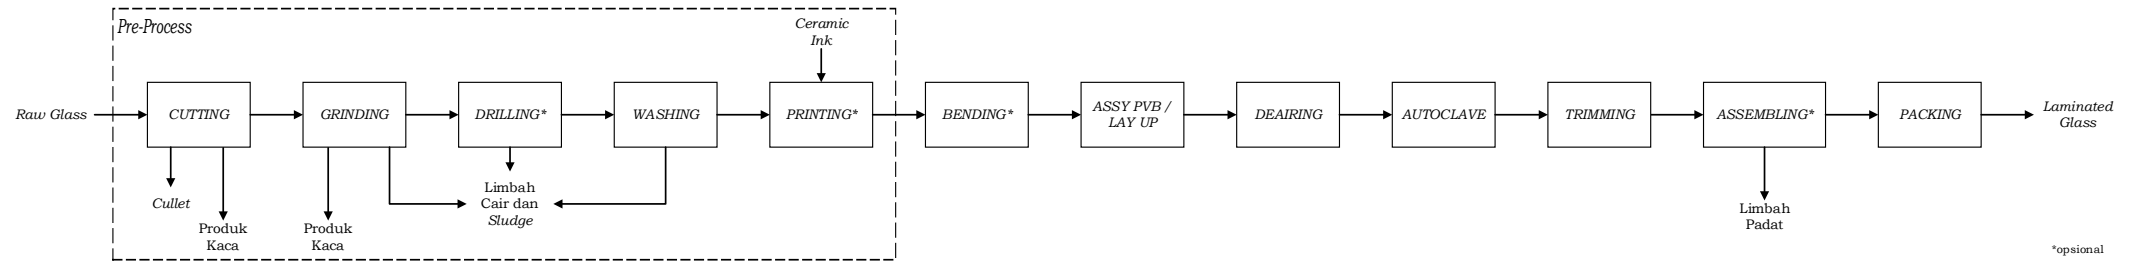 Pre-Process
Ceramic
Ink
Raw Glass
CUTTING
GRINDING
DRILLING*
WASHING
PRINTING*
BENDING*
ASSY PVB /
LAY UP
DEAIRING
AUTOCLAVE
TRIMMING
ASSEMBLING*
PACKING
Laminated
Glass
Cullet
Produk
Kaca
Produk
Kaca
Limbah
Cair dan
Sludge
Limbah
Padat
*opsional